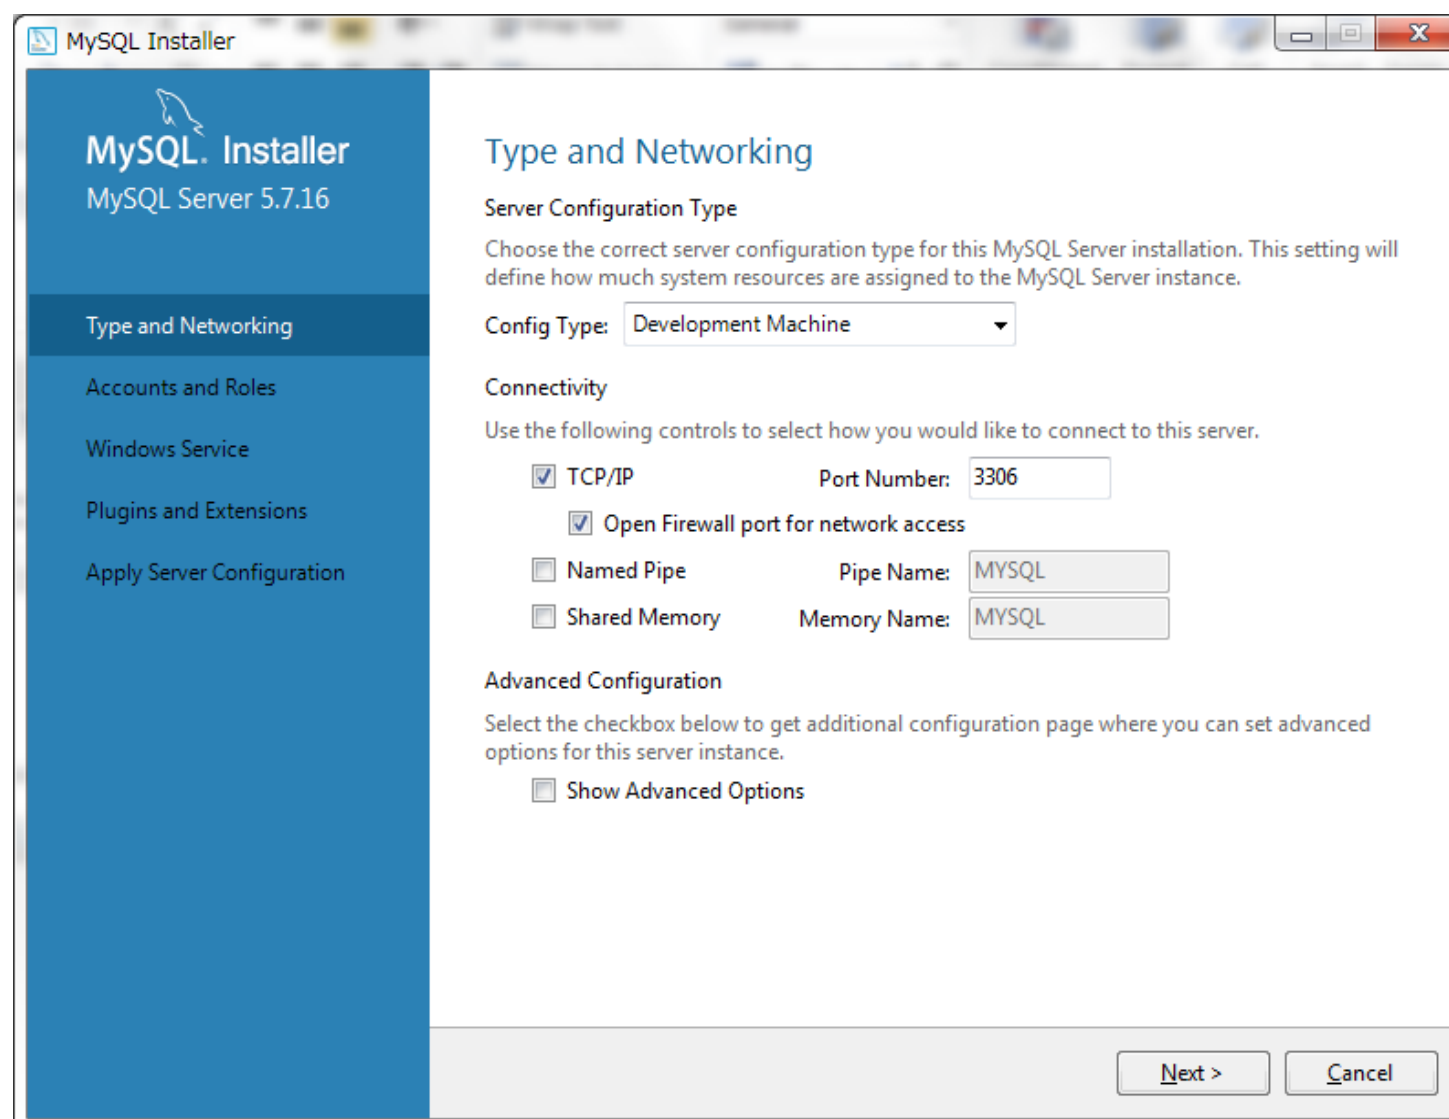 MySQL Installer
MySQL. Installer
MySQL Server 5.7.16
Type and Networking
Accounts and Roles
Windows Service
Plugins and Extensions
Apply Server Configuration
Type and Networking
Server Configuration Type
Choose the correct server configuration type for this MySQL Server installation. This setting will
define how much system resources are assigned to the MySQL Server instance.
Config Type: Development Machine
Connectivity
Use the following controls to select how you would like to connect to this server.
TCP/IP Port Number: 3306
Open Firewall port for network access
Named Pipe Pipe Name: MYSQL
Shared Memory Memory Name: MYSQL
Advanced Configuration
Select the checkbox below to get additional configuration page where you can set advanced
options for this server instance.
Show Advanced Options
Next > Cancel